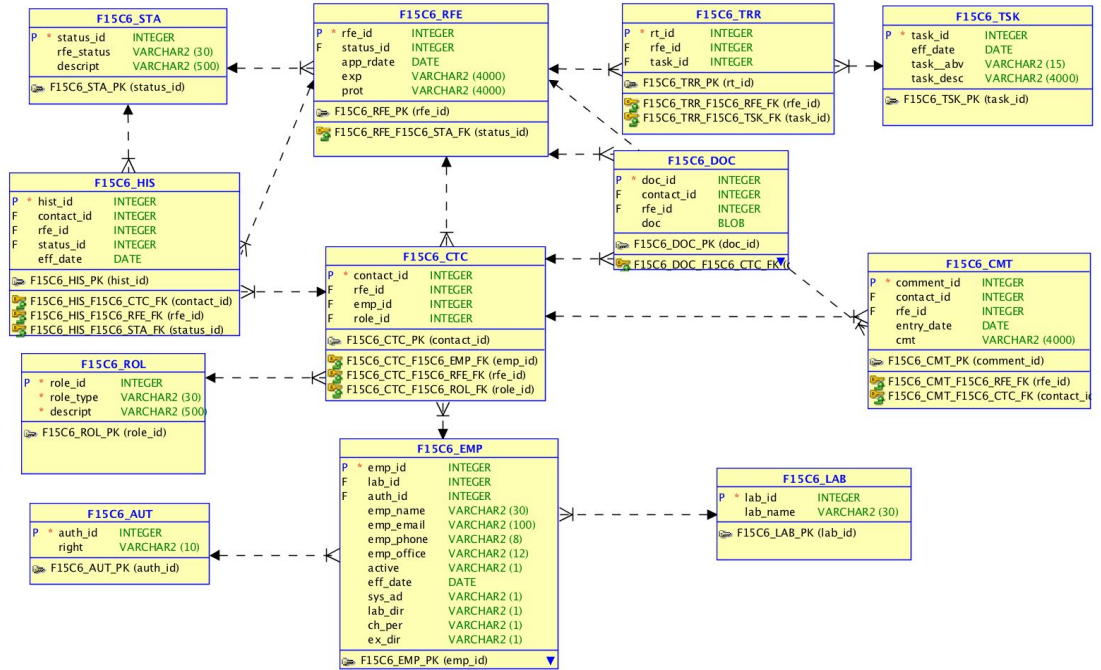 F15C6_STA
P * status_id INTEGER
rfe_status VARCHAR2 (30)
descript VARCHAR2 (500)
F15C6_STA_PK (status_id)
F15C6_RFE
P * rfe_id INTEGER
F status_id INTEGER
app_rdate DATE
exp VARCHAR2 (4000)
prot VARCHAR2 (4000)
F15C6_RFE_PK (rfe_id)
F15C6_RFE_F15C6_STA_FK (status_id)
F15C6_TRR
P * rt_id INTEGER
F rfe_id INTEGER
F task_id INTEGER
F15C6_TRR_PK (rt_id)
F15C6_TRR_F15C6_RFE_FK (rfe_id)
F15C6_TRR_F15C6_TSK_FK (task_id)
F15C6_TSK
P * task_id INTEGER
eff_date DATE
task__abv VARCHAR2 (15)
task_desc VARCHAR2 (4000)
F15C6_TSK_PK (task_id)
F15C6_HIS
P * hist_id INTEGER
F contact_id INTEGER
F rfe_id INTEGER
F status_id INTEGER
eff_date DATE
F15C6_HIS_PK (hist_id)
F15C6_HIS_F15C6_CTC_FK (contact_id)
F15C6_HIS_F15C6_RFE_FK (rfe_id)
F15C6_HIS_F15C6_STA_FK (status_id)
F15C6_DOC
P * doc_id INTEGER
F contact_id INTEGER
F rfe_id INTEGER
doc BLOB
F15C6_DOC_PK (doc_id)
F15C6_DOC_F15C6_CTC_FK
F15C6_CTC
P * contact_id INTEGER
F rfe_id INTEGER
F emp_id INTEGER
F role_id INTEGER
F15C6_CTC_PK (contact_id)
F15C6_CTC_F15C6_EMP_FK (emp_id)
F15C6_CTC_F15C6_RFE_FK (rfe_id)
F15C6_CTC_F15C6_ROL_FK (role_id)
F15C6_CMT
P * comment_id INTEGER
F contact_id INTEGER
F rfe_id INTEGER
entry_date DATE
cmt VARCHAR2 (4000)
F15C6_CMT_PK (comment_id)
F15C6_CMT_F15C6_RFE_FK (rfe_id)
F15C6_CMT_F15C6_CTC_FK (contact_id
F15C6_ROL
P * role_id INTEGER
* role_type VARCHAR2 (30)
* descript VARCHAR2 (500)
F15C6_ROL_PK (role_id)
F15C6_EMP
P * emp_id INTEGER
F lab_id INTEGER
F auth_id INTEGER
emp_name VARCHAR2 (30)
emp_email VARCHAR2 (100)
emp_phone VARCHAR2 (8)
emp_office VARCHAR2 (12)
active VARCHAR2 (1)
eff_date DATE
sys_ad VARCHAR2 (1)
lab_dir VARCHAR2 (1)
ch_per VARCHAR2 (1)
ex_dir VARCHAR2 (1)
F15C6_EMP_PK (emp_id)
F15C6_LAB
P * lab_id INTEGER
lab_name VARCHAR2 (30)
F15C6_LAB_PK (lab_id)
F15C6_AUT
P * auth_id INTEGER
right VARCHAR2 (10)
F15C6_AUT_PK (auth_id)